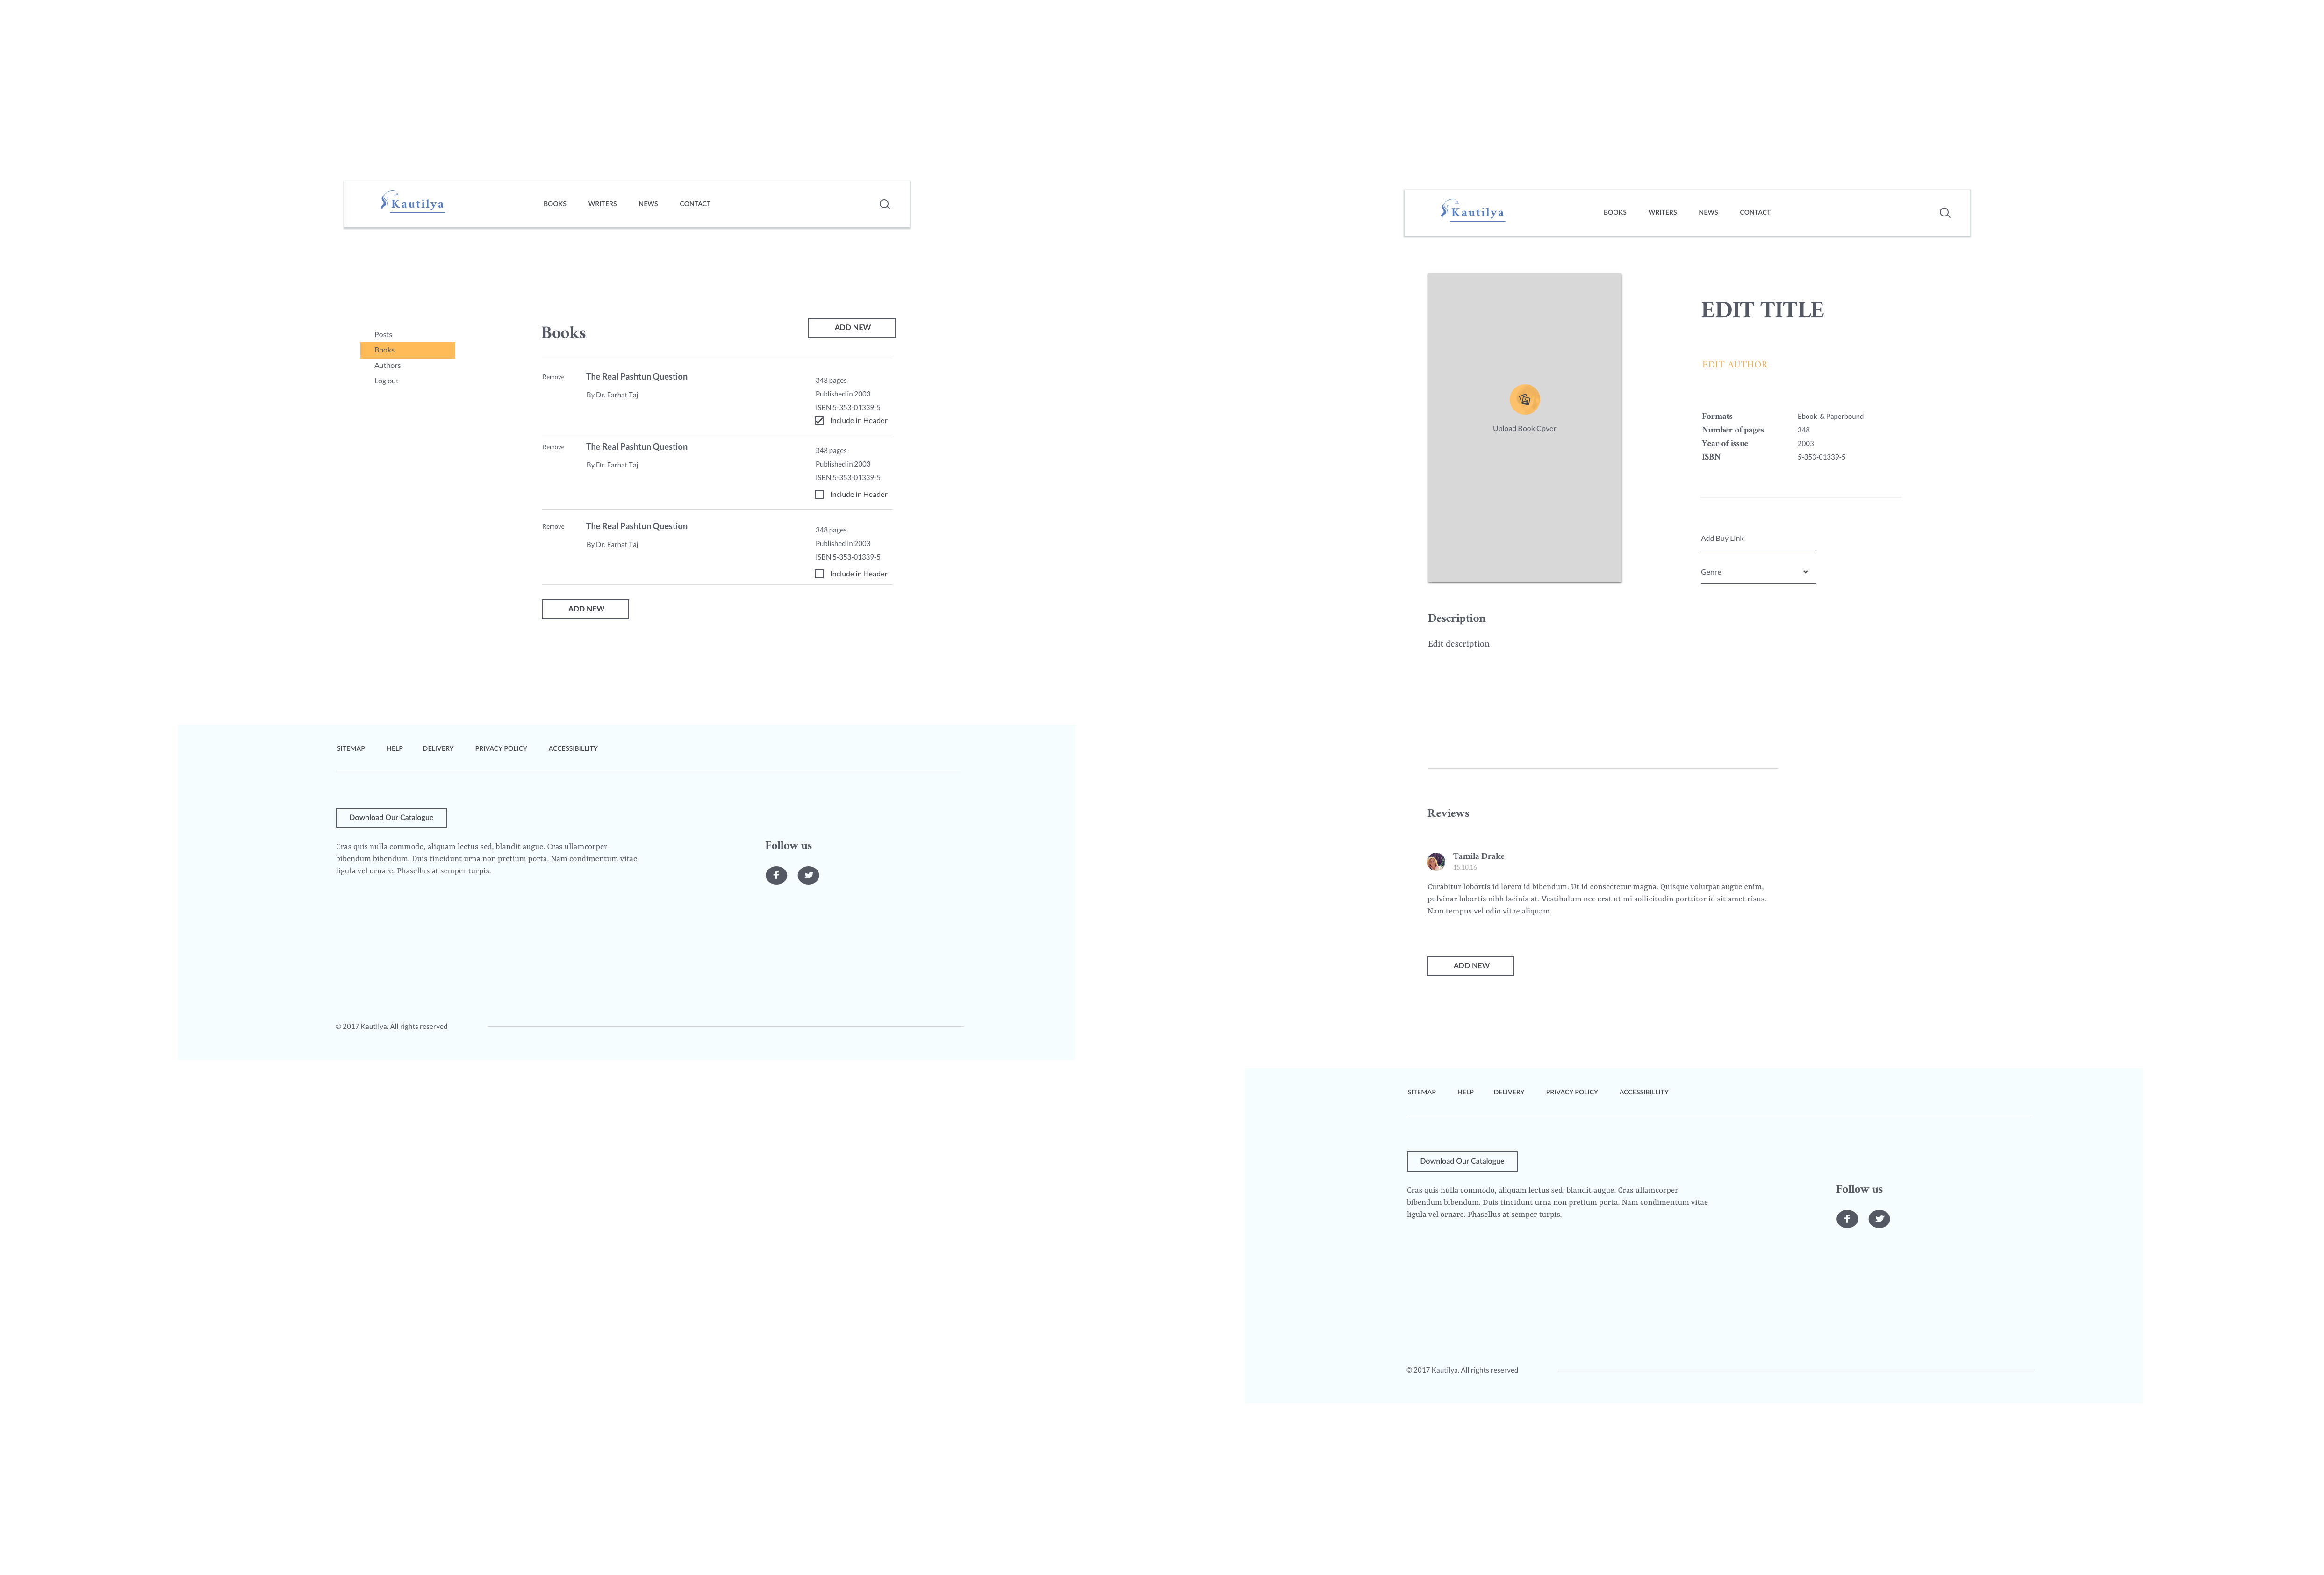 Kautilya
BOOKS WRITERS NEWS CONTACT
Posts
Books
Authors
Log out
Books
ADD NEW
Remove The Real Pashtun Question
By Dr. Farhat Taj
348 pages
Published in 2003
ISBN 5-353-01339-5
Include in Header
Remove The Real Pashtun Question
By Dr. Farhat Taj
348 pages
Published in 2003
ISBN 5-353-01339-5
Include in Header
Remove The Real Pashtun Question
By Dr. Farhat Taj
348 pages
Published in 2003
ISBN 5-353-01339-5
Include in Header
ADD NEW
SITEMAP HELP DELIVERY PRIVACY POLICY ACCESSIBILLITY
Download Our Catalogue
Cras quis nulla commodo, aliquam lectus sed, blandit augue. Cras ullamcorper
bibendum bibendum. Duis tincidunt urna non pretium porta. Nam condimentum vitae
ligula vel ornare. Phasellus at semper turpis.
Follow us
© 2017 Kautilya. All rights reserved
Kautilya
BOOKS WRITERS NEWS CONTACT
Upload Book Cpver
EDIT TITLE
EDIT AUTHOR
Formats Ebook & Paperbound
Number of pages 348
Year of issue 2003
ISBN 5-353-01339-5
Add Buy Link
Genre
Description
Edit description
Reviews
Tamila Drake
15.10.16
Curabitur lobortis id lorem id bibendum. Ut id consectetur magna. Quisque volutpat augue enim,
pulvinar lobortis nibh lacinia at. Vestibulum nec erat ut mi sollicitudin porttitor id sit amet risus.
Nam tempus vel odio vitae aliquam.
ADD NEW
SITEMAP HELP DELIVERY PRIVACY POLICY ACCESSIBILLITY
Download Our Catalogue
Cras quis nulla commodo, aliquam lectus sed, blandit augue. Cras ullamcorper
bibendum bibendum. Duis tincidunt urna non pretium porta. Nam condimentum vitae
ligula vel ornare. Phasellus at semper turpis.
Follow us
© 2017 Kautilya. All rights reserved